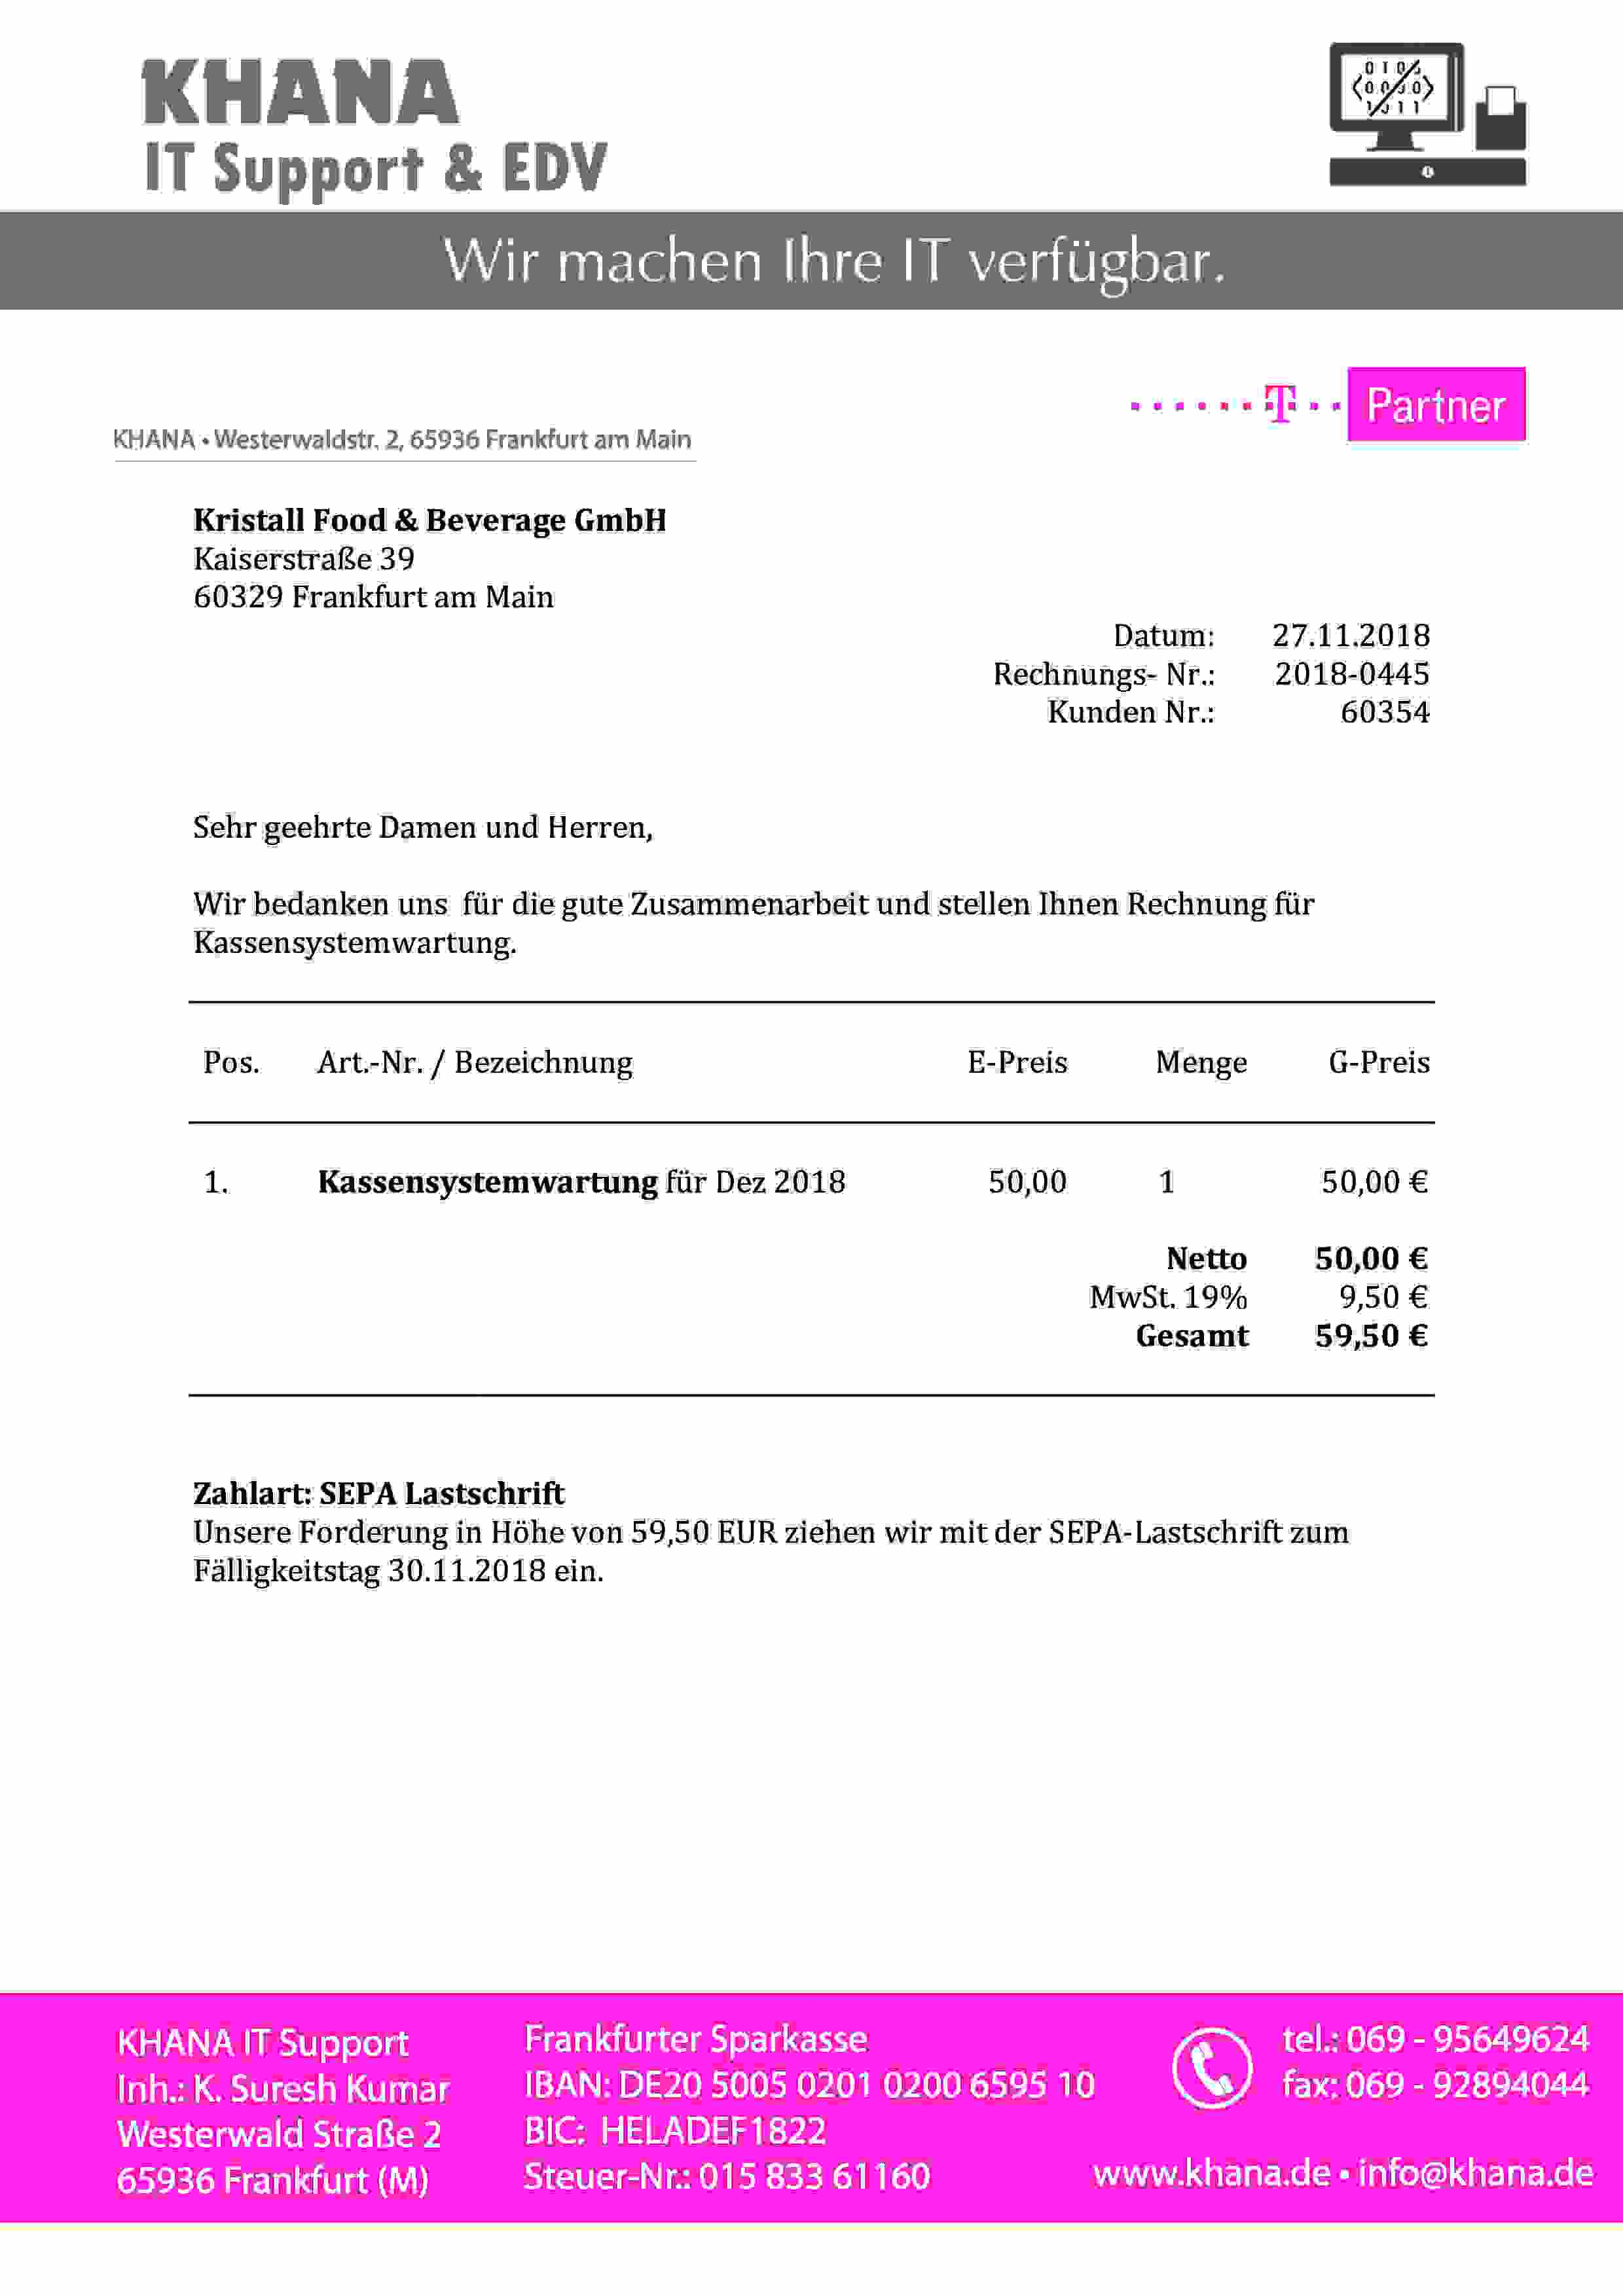 KHANA
IT Support & EDV
Wir machen Ihre IT verfügbar.
T Partner
KHANA • Westerwaldstr. 2, 65936 Frankfurt am Main
Kristall Food & Beverage GmbH
Kaiserstraße 39
60329 Frankfurt am Main
Datum: 27.11.2018
Rechnungs- Nr.: 2018-0445
Kunden Nr.: 60354
Sehr geehrte Damen und Herren,
Wir bedanken uns für die gute Zusammenarbeit und stellen Ihnen Rechnung für
Kassensystemwartung.
Pos. Art.-Nr. / Bezeichnung E-Preis Menge G-Preis
1. Kassensystemwartung für Dez 2018 50,00 1 50,00 €
Netto 50,00 €
MwSt. 19% 9,50 €
Gesamt 59,50 €
Zahlart: SEPA Lastschrift
Unsere Forderung in Höhe von 59,50 EUR ziehen wir mit der SEPA-Lastschrift zum
Fälligkeitstag 30.11.2018 ein.
KHANA IT Support
Inh.: K. Suresh Kumar
Westerwald Straße 2
65936 Frankfurt (M)
Frankfurter Sparkasse
IBAN: DE20 5005 0201 0200 6595 10
BIC: HELADEF1822
Steuer-Nr.: 015 833 61160
tel.: 069 - 95649624
fax: 069 - 92894044
www.khana.de • info@khana.de